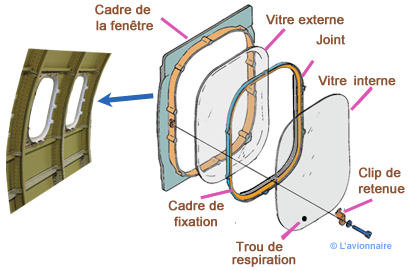 Cadre de
la fenêtre
Vitre externe
Joint
Vitre interne
Clip de
retenue
Cadre de
fixation
Trou de
respiration
© L'avionnaire